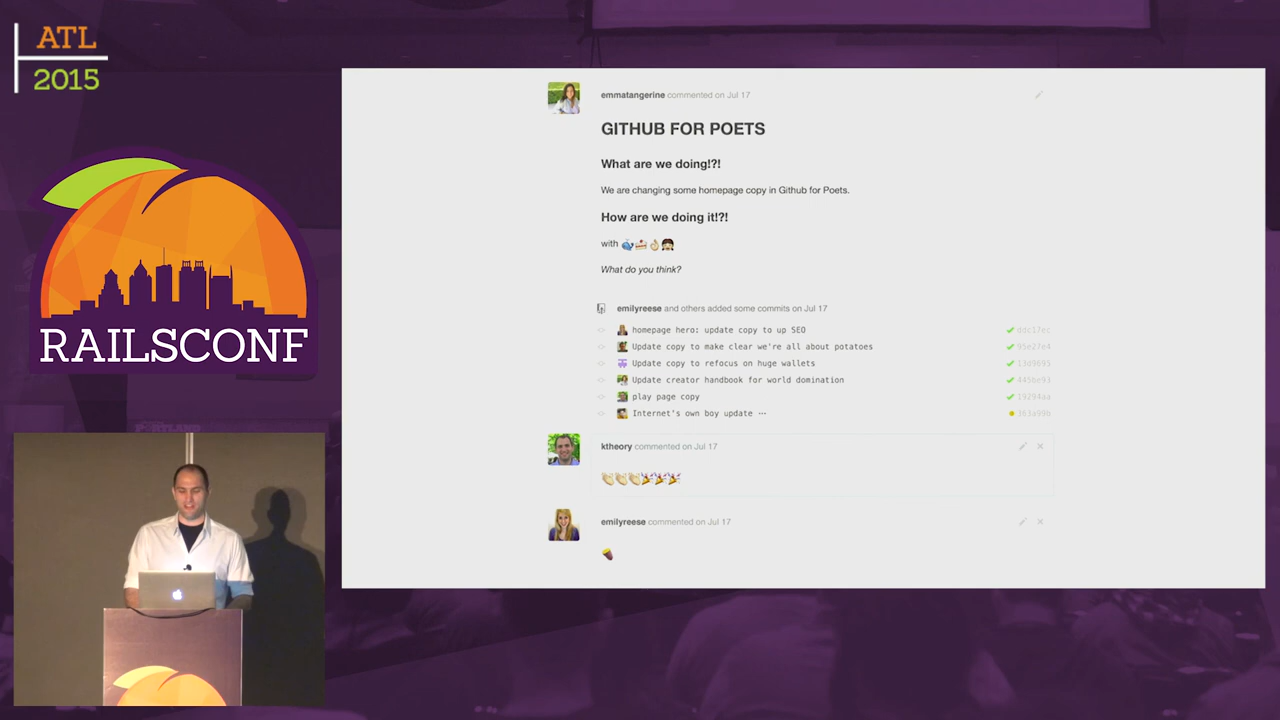 ATL
2015
RAILSCONF
emmatangerine commented on Jul 17
GITHUB FOR POETS
What are we doing!?!
We are changing some homepage copy in Github for Poets.
How are we doing it!?!
with
What do you think?
emilyreese and others added some commits on Jul 17
homepage hero: update copy to up SEO
Update copy to make clear we're all about potatoes 95e27e4
Update copy to refocus on huge wallets 13d9695
Update creator handbook for world domination
play page copy 19294aa
Internet's own boy update ...
ktheory commented on Jul 17
emilyreese commented on Jul 17